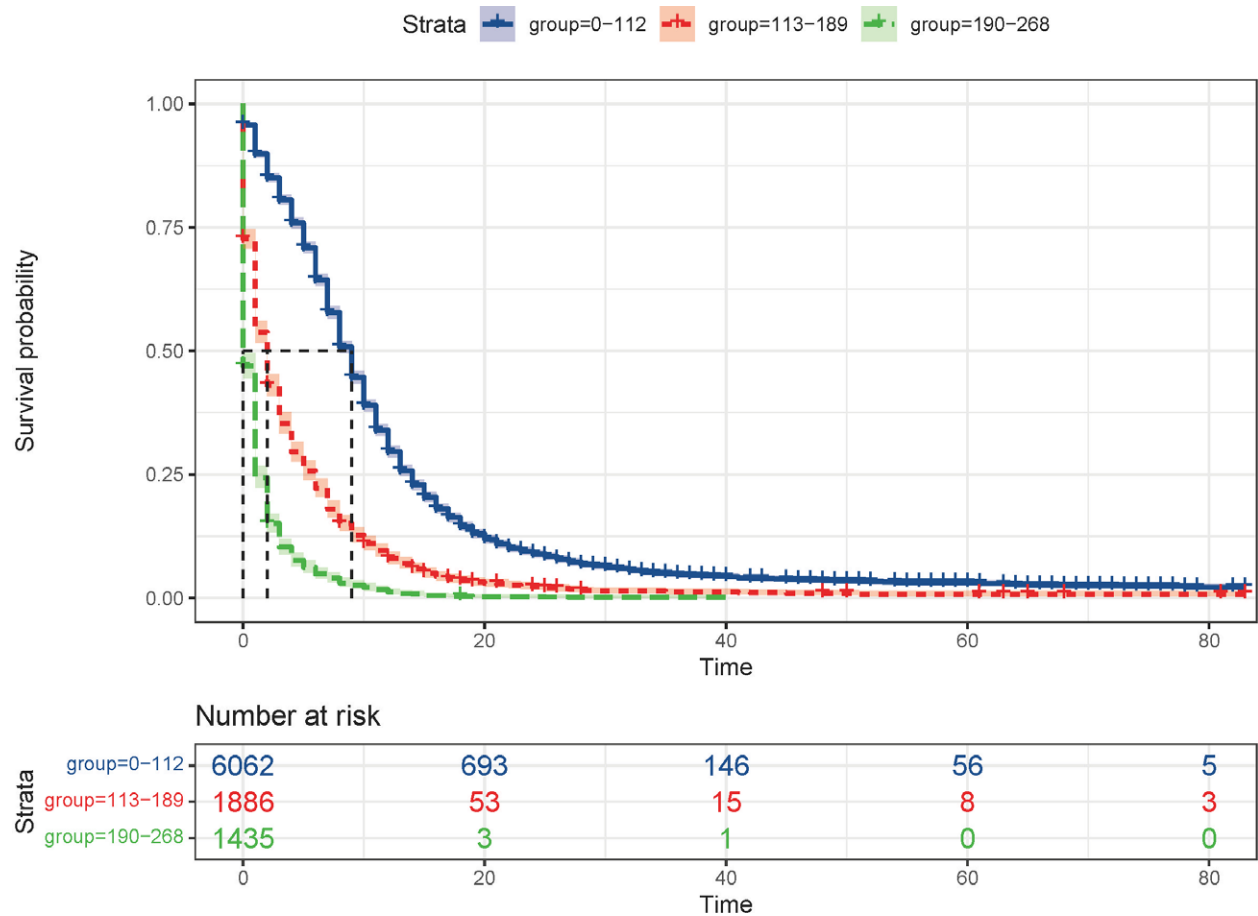 Strata group=0−112 group=113−189 group=190−268
1.00
0.75
0.50
0.25
0.00
Survival probability
0 20 40 60 80
Time
Number at risk
Strata
group=0−112 6062 693 146 56 5
group=113−189 1886 53 15 8 3
group=190−268 1435 3 1 0 0
0 20 40 60 80
Time